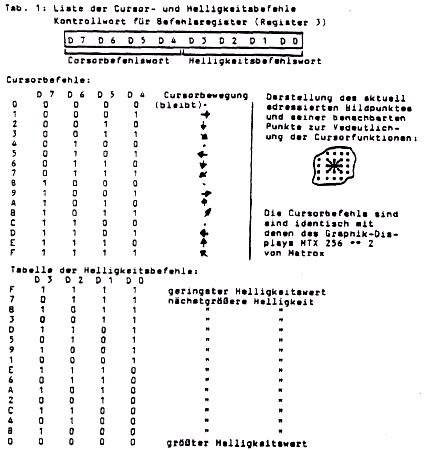 Tab. 1: Liste der Cursor- und Helligkeitsbefehle
Kontrollwort für Befehlsregister (Register 3)
D 7 D 6 D 5 D 4 D 3 D 2 D 1 D 0
Corsorbefehlswort Helligkeitsbefehlswort
Cursorbefehle:
D 7 D 6 D 5 D 4 Cursorbewegung
0 0 0 0 0 (bleibt)
1 0 0 0 1 →
2 0 0 1 0 ↓
3 0 0 1 1 ↘
4 0 1 0 0
5 0 1 0 1 ←
6 0 1 1 0 ↓
7 0 1 1 1 ↙
8 1 0 0 0
9 1 0 0 1 →
A 1 0 1 0 ↑
B 1 0 1 1 ↗
C 1 1 0 0
D 1 1 0 1 ←
E 1 1 1 0 ↑
F 1 1 1 1 ↖
Darstellung des aktuell
adressierten Bildpunktes
und seiner benachbarten
Punkte zur Vedeutlich-
ung der Cursorfunktionen:
Die Cursorbefehle sind
sind identisch mit
denen des Graphik-Dis-
plays MTX 256 ** 2
von Matrox
Tabelle der Helligkeitsbefehle:
D 3 D 2 D 1 D 0
F 1 1 1 1 geringster Helligkeitswert
7 0 1 1 1 nächstgrößere Helligkeit
B 1 0 1 1 " "
3 0 0 1 1 " "
D 1 1 0 1 " "
5 0 1 0 1 " "
9 1 0 0 1 " "
1 0 0 0 1 " "
E 1 1 1 0 " "
6 0 1 1 0 " "
A 1 0 1 0 " "
2 0 0 1 0 " "
C 1 1 0 0 " "
4 0 1 0 0 " "
8 1 0 0 0 " "
0 0 0 0 0 größter Helligkeitswert